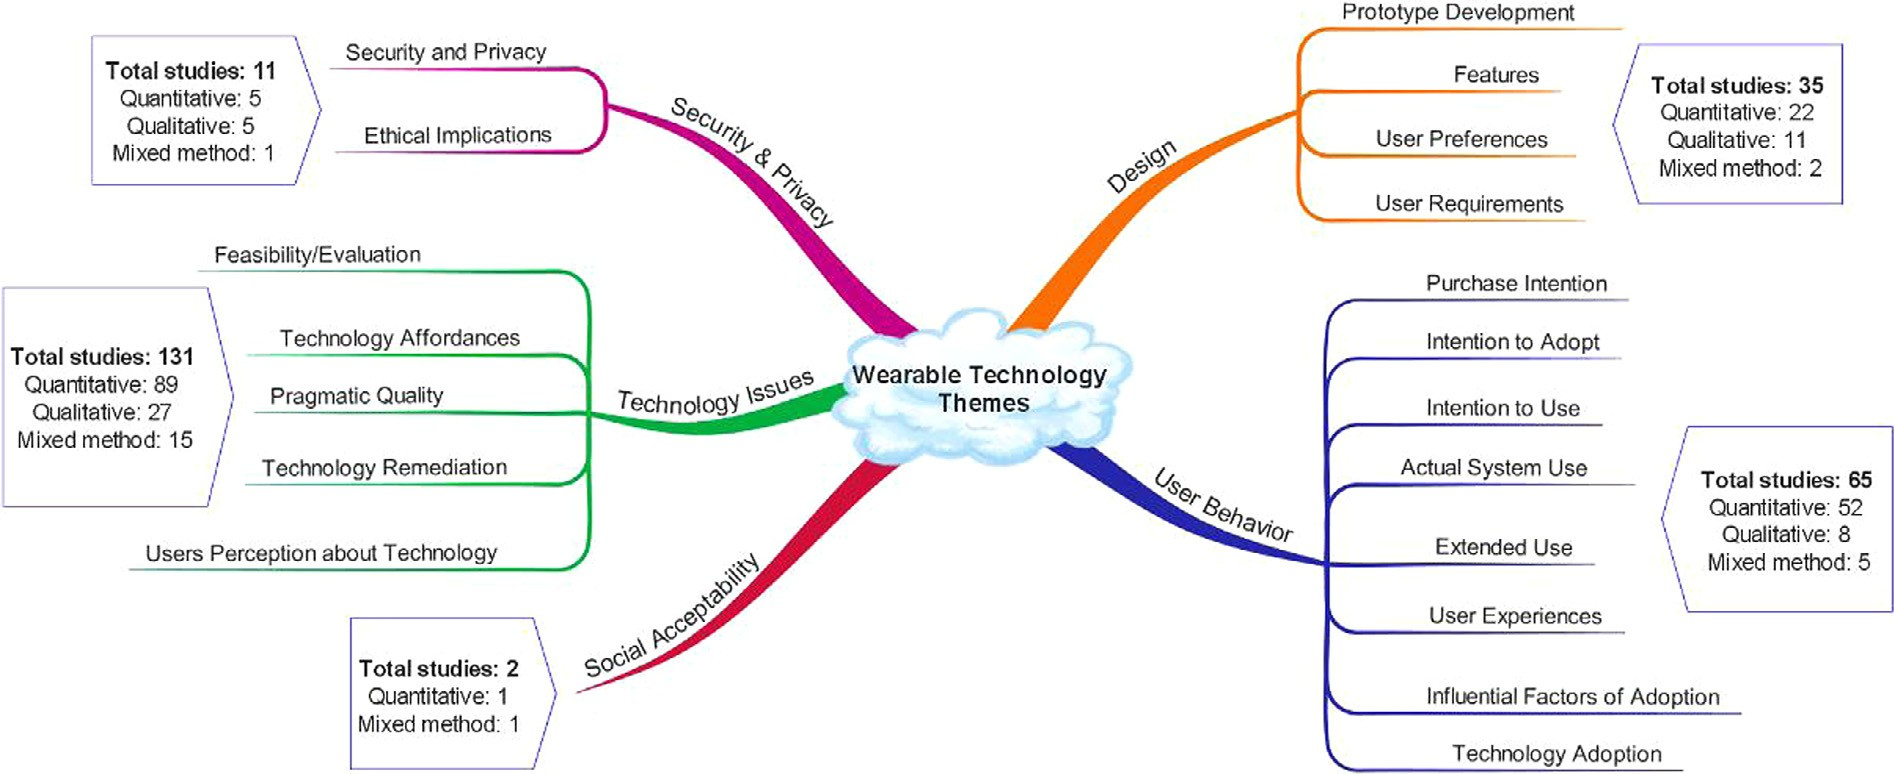 Wearable Technology
Themes
Security & Privacy
Security and Privacy
Ethical Implications
Total studies: 11
Quantitative: 5
Qualitative: 5
Mixed method: 1
Technology Issues
Feasibility/Evaluation
Technology Affordances
Pragmatic Quality
Technology Remediation
Users Perception about Technology
Total studies: 131
Quantitative: 89
Qualitative: 27
Mixed method: 15
Social Acceptability
Total studies: 2
Quantitative: 1
Mixed method: 1
Design
Prototype Development
Features
User Preferences
User Requirements
Total studies: 35
Quantitative: 22
Qualitative: 11
Mixed method: 2
User Behavior
Purchase Intention
Intention to Adopt
Intention to Use
Actual System Use
Extended Use
User Experiences
Influential Factors of Adoption
Technology Adoption
Total studies: 65
Quantitative: 52
Qualitative: 8
Mixed method: 5